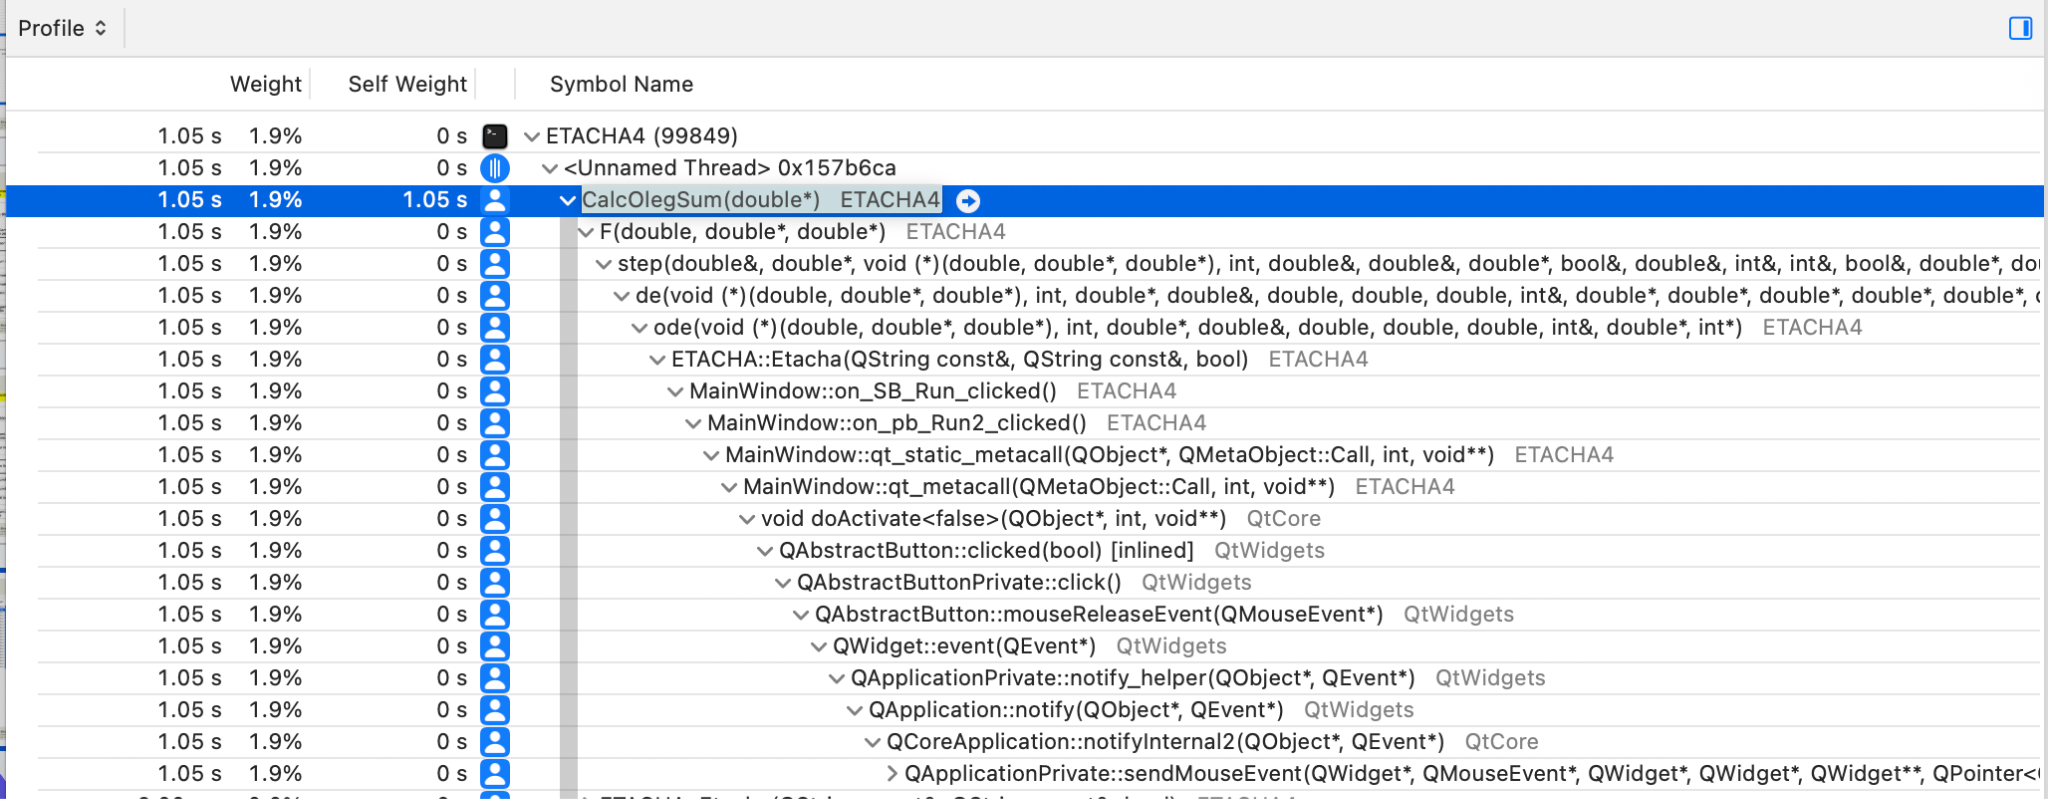 Profile
Weight Self Weight Symbol Name
1.05 s 1.9% 0 s ETACHA4 (99849)
1.05 s 1.9% 0 s <Unnamed Thread> 0x157b6ca
1.05 s 1.9% 1.05 s CalcOlegSum(double*) ETACHA4
1.05 s 1.9% 0 s F(double, double*, double*) ETACHA4
1.05 s 1.9% 0 s step(double&, double*, void (*)(double, double*, double*), int, double&, double&, double*, bool&, double&, int&, int&, bool&, double*, do
1.05 s 1.9% 0 s de(void (*)(double, double*, double*), int, double*, double&, double, double, double, int&, double*, double*, double*, double*, double*,
1.05 s 1.9% 0 s ode(void (*)(double, double*, double*), int, double*, double&, double, double, double, int&, double*, int*) ETACHA4
1.05 s 1.9% 0 s ETACHA::Etacha(QString const&, QString const&, bool) ETACHA4
1.05 s 1.9% 0 s MainWindow::on_SB_Run_clicked() ETACHA4
1.05 s 1.9% 0 s MainWindow::on_pb_Run2_clicked() ETACHA4
1.05 s 1.9% 0 s MainWindow::qt_static_metacall(QObject*, QMetaObject::Call, int, void**) ETACHA4
1.05 s 1.9% 0 s MainWindow::qt_metacall(QMetaObject::Call, int, void**) ETACHA4
1.05 s 1.9% 0 s void doActivate<false>(QObject*, int, void**) QtCore
1.05 s 1.9% 0 s QAbstractButton::clicked(bool) [inlined] QtWidgets
1.05 s 1.9% 0 s QAbstractButtonPrivate::click() QtWidgets
1.05 s 1.9% 0 s QAbstractButton::mouseReleaseEvent(QMouseEvent*) QtWidgets
1.05 s 1.9% 0 s QWidget::event(QEvent*) QtWidgets
1.05 s 1.9% 0 s QApplicationPrivate::notify_helper(QObject*, QEvent*) QtWidgets
1.05 s 1.9% 0 s QApplication::notify(QObject*, QEvent*) QtWidgets
1.05 s 1.9% 0 s QCoreApplication::notifyInternal2(QObject*, QEvent*) QtCore
1.05 s 1.9% 0 s QApplicationPrivate::sendMouseEvent(QWidget*, QMouseEvent*, QWidget*, QWidget*, QWidget**, QPointer<